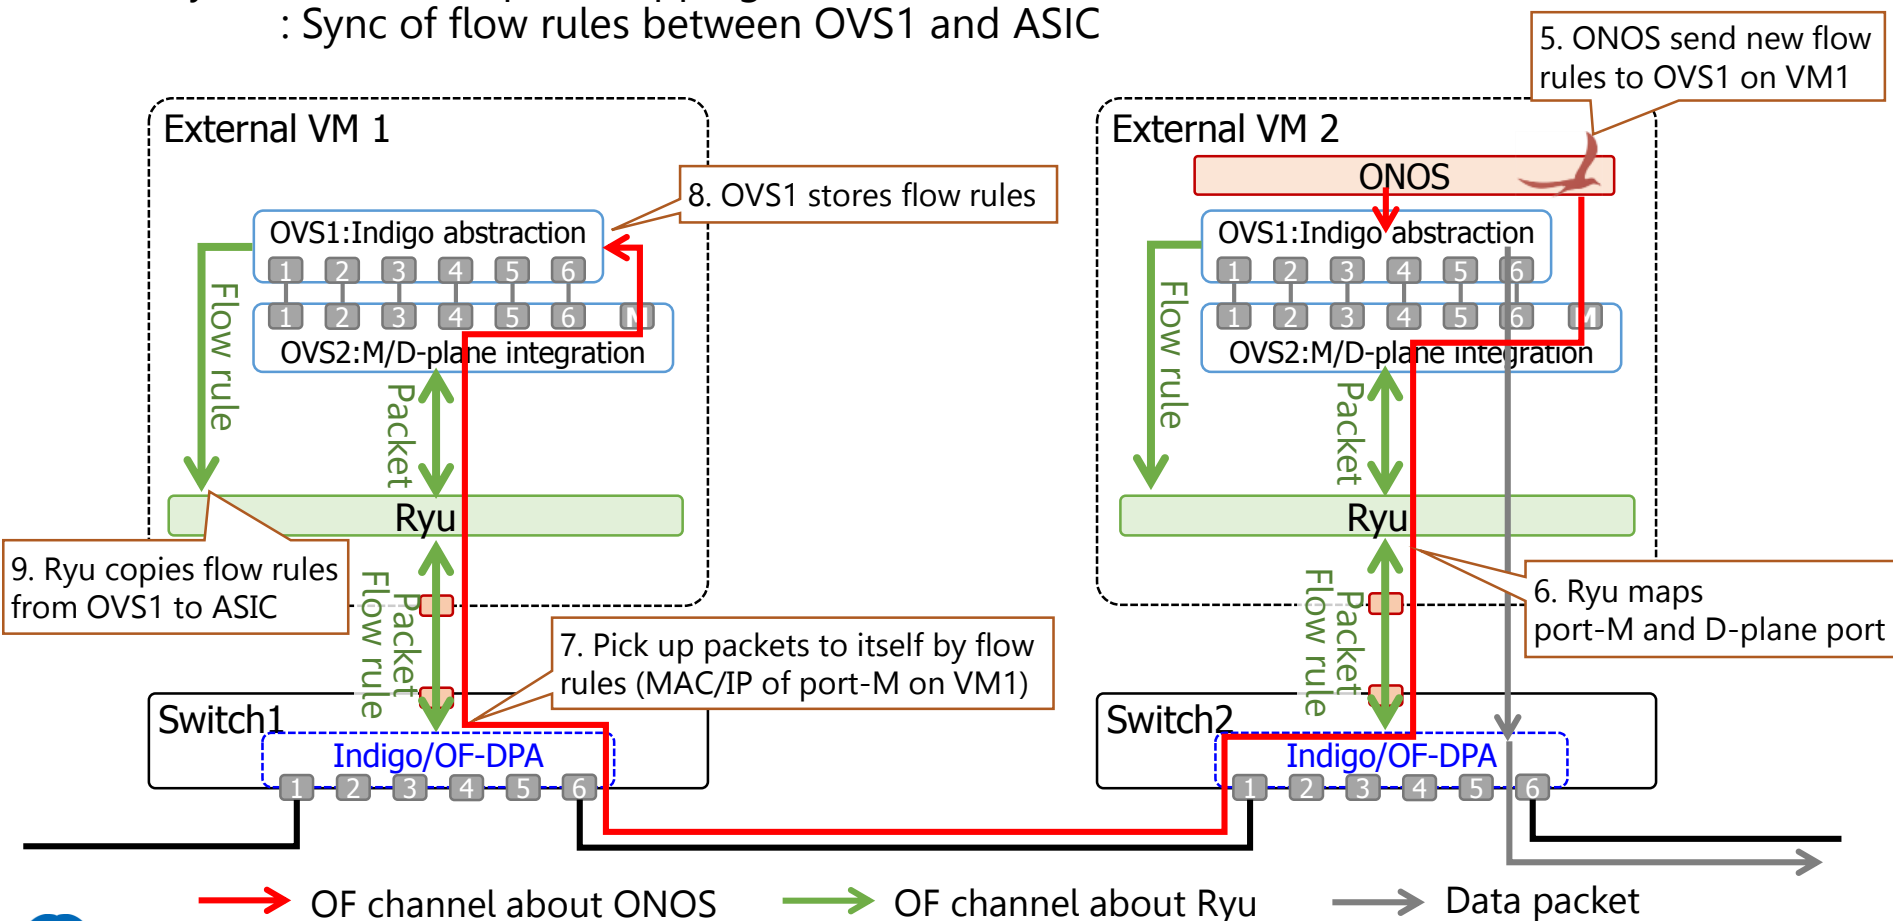 : Sync of flow rules between OVS1 and ASIC
5. ONOS send new flow
rules to OVS1 on VM1
External VM 1
8. OVS1 stores flow rules
OVS1:Indigo abstraction
1 2 3 4 5 6
1 2 3 4 5 6 M
OVS2:M/D-plane integration
Flow rule
Packet
Ryu
9. Ryu copies flow rules
from OVS1 to ASIC
Packet
Flow rule
7. Pick up packets to itself by flow
rules (MAC/IP of port-M on VM1)
Switch1
Indigo/OF-DPA
1 2 3 4 5 6
External VM 2
ONOS
OVS1:Indigo abstraction
1 2 3 4 5 6
1 2 3 4 5 6 M
OVS2:M/D-plane integration
Flow rule
Packet
Ryu
6. Ryu maps
port-M and D-plane port
Packet
Flow rule
Switch2
Indigo/OF-DPA
1 2 3 4 5 6
OF channel about ONOS
OF channel about Ryu
Data packet